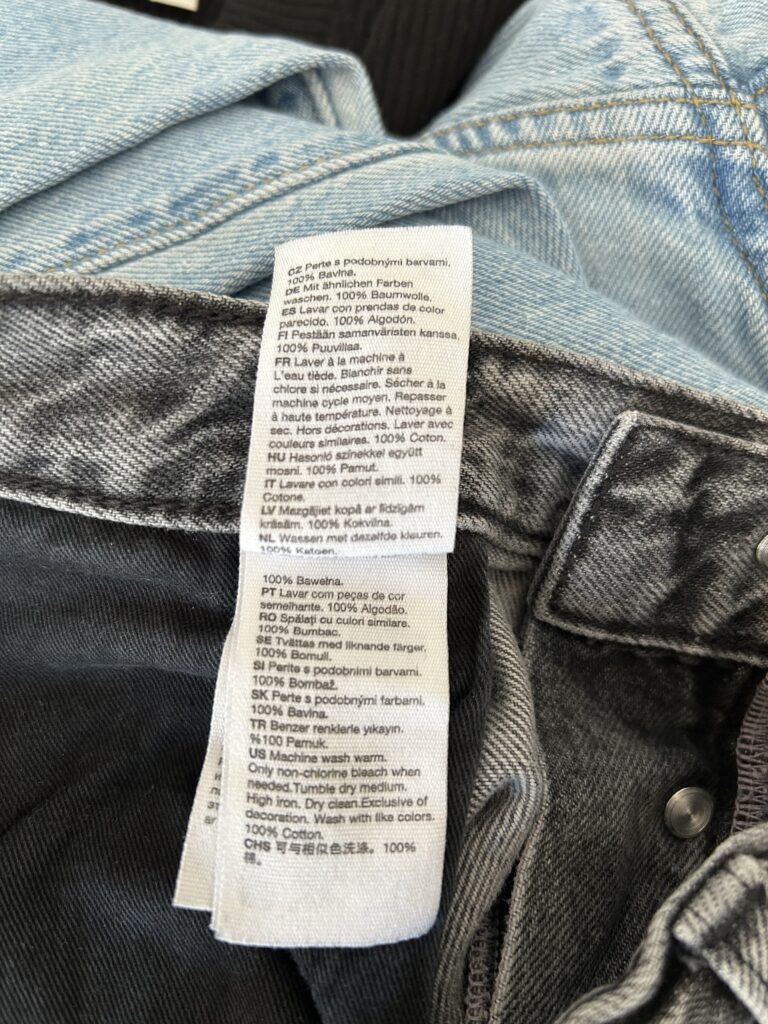 CZ Perte s podobnými barvami.
100% Bavlna.
DE Mit ähnlichen Farben
waschen. 100% Baumwolle.
ES Lavar con prendas de color
parecido. 100% Algodón.
FI Pestään samanväristen kanssa.
100% Puuvillaa.
FR Laver à la machine à
L'eau tiède. Blanchir sans
chlore si nécessaire. Sécher à la
machine cycle moyen. Repasser
à haute température. Nettoyage à
sec. Hors décorations. Laver avec
couleurs similaires. 100% Coton.
HU Hasonló színekkel együtt
mosni. 100% Pamut.
IT Lavare con colori simili. 100%
Cotone.
LV Mazgājiet kopā ar līdzīgām
krāsām. 100% Kokvilna.
NL Wassen met dezelfde kleuren.
100% Katoen.
100% Bawełna.
PT Lavar com peças de cor
semelhante. 100% Algodão.
RO Spălați cu culori similare.
100% Bumbac.
SE Tvättas med liknande färger.
100% Bomull.
SI Perite s podobnimi barvami.
100% Bombaž.
SK Perte s podobnými farbami.
100% Bavlna.
TR Benzer renklerle yıkayın.
%100 Pamuk.
US Machine wash warm.
Only non-chlorine bleach when
needed.Tumble dry medium.
High iron. Dry clean.Exclusive of
dacoration. Wash with like colors.
100% Cotton.
CHS 可与相似色洗涤。100%
棉。